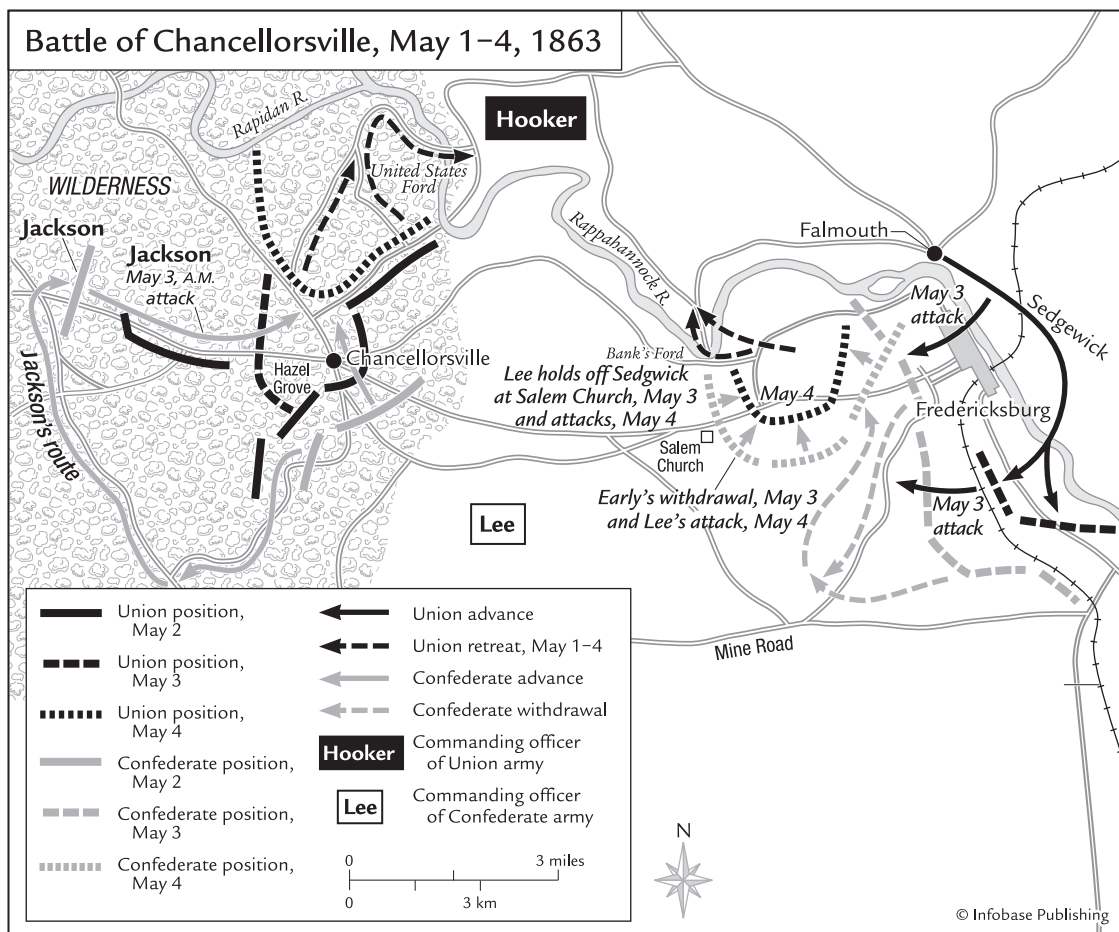 Battle of Chancellorsville, May 1–4, 1863
Hooker
Rapidan R.
United States
Ford
WILDERNESS
Jackson
Jackson
May 3, A.M.
attack
Jackson's route
Hazel
Grove
Chancellorsville
Rappahannock R.
Falmouth
Sedgewick
May 3
attack
Bank's Ford
Lee holds off Sedgwick
at Salem Church, May 3
and attacks, May 4
May 4
Fredericksburg
Salem
Church
Early's withdrawal, May 3
and Lee's attack, May 4
May 3
attack
Lee
Mine Road
Union position,
May 2
Union position,
May 3
Union position,
May 4
Confederate position,
May 2
Confederate position,
May 3
Confederate position,
May 4
Union advance
Union retreat, May 1–4
Confederate advance
Confederate withdrawal
Hooker
Commanding officer
of Union army
Lee
Commanding officer
of Confederate army
0 3 miles
0 3 km
N
© Infobase Publishing